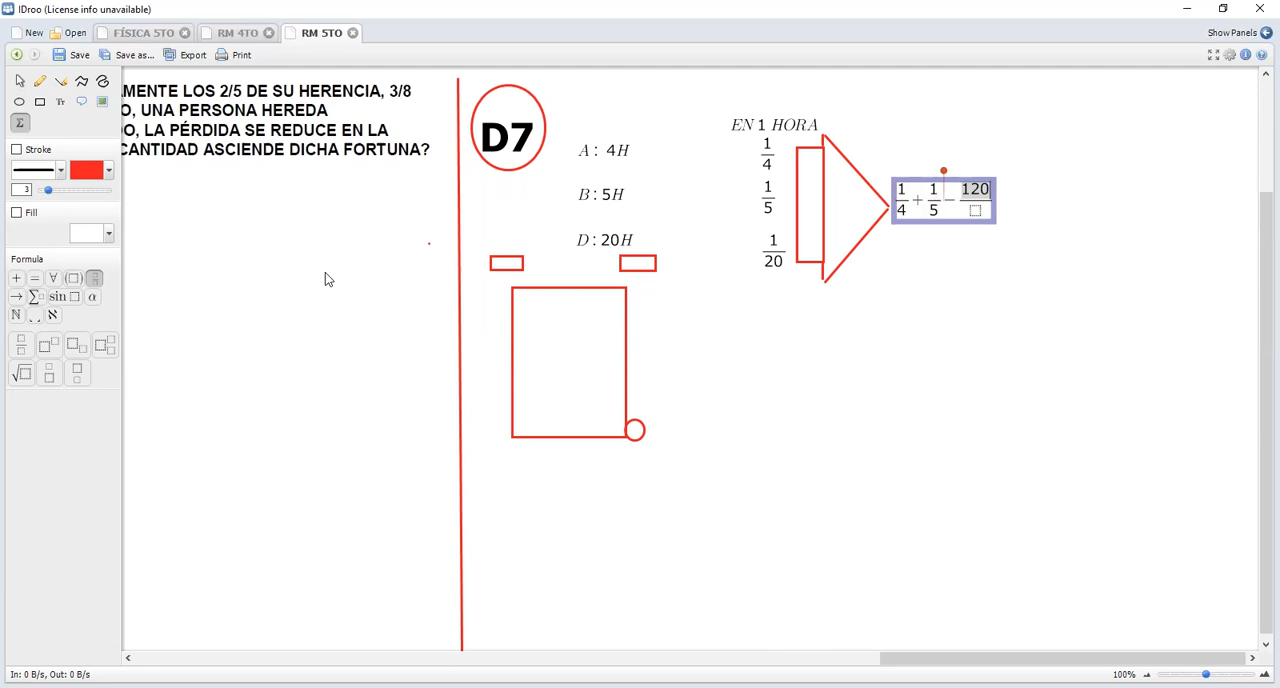 IDroo (License info unavailable)
New Open FÍSICA 5TO RM 4TO RM 5TO Show Panels
Save Save as... Export Print
Tr
Σ
Stroke
3
Fill
Formula
+ = ∀ (□)
→ Σ sin □ α
ℕ ℵ
AMENTE LOS 2/5 DE SU HERENCIA, 3/8
O, UNA PERSONA HEREDA
DO, LA PÉRDIDA SE REDUCE EN LA
CANTIDAD ASCIENDE DICHA FORTUNA?
D7
A: 4H
B: 5H
D: 20H
EN 1 HORA
1/4
1/5
1/20
1/4 + 1/5 − 120/□
In: 0 B/s, Out: 0 B/s 100%